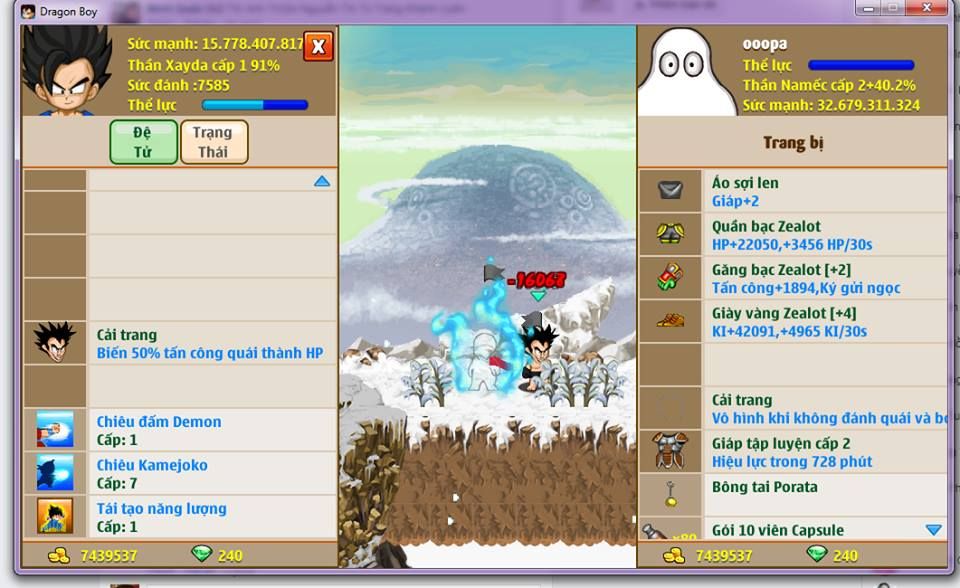 Dragon Boy
Sức mạnh: 15.778.407.817
X
Thần Xayda cấp 1 91%
Sức đánh :7585
Thể lực
Đệ
Tử
Trạng
Thái
Cải trang
Biến 50% tấn công quái thành HP
Chiêu đấm Demon
Cấp: 1
Chiêu Kamejoko
Cấp: 7
Tái tạo năng lượng
Cấp: 1
7439537
240
-16067
ooopa
Thể lực
Thần Namếc cấp 2+40.2%
Sức mạnh: 32.679.311.324
Trang bị
Áo sợi len
Giáp+2
Quần bạc Zealot
HP+22050,+3456 HP/30s
Găng bạc Zealot [+2]
Tấn công+1894,Ký gửi ngọc
Giày vàng Zealot [+4]
KI+42091,+4965 KI/30s
Cải trang
Vô hình khi không đánh quái và
Giáp tập luyện cấp 2
Hiệu lực trong 728 phút
Bông tai Porata
Gói 10 viên Capsule
7439537
240